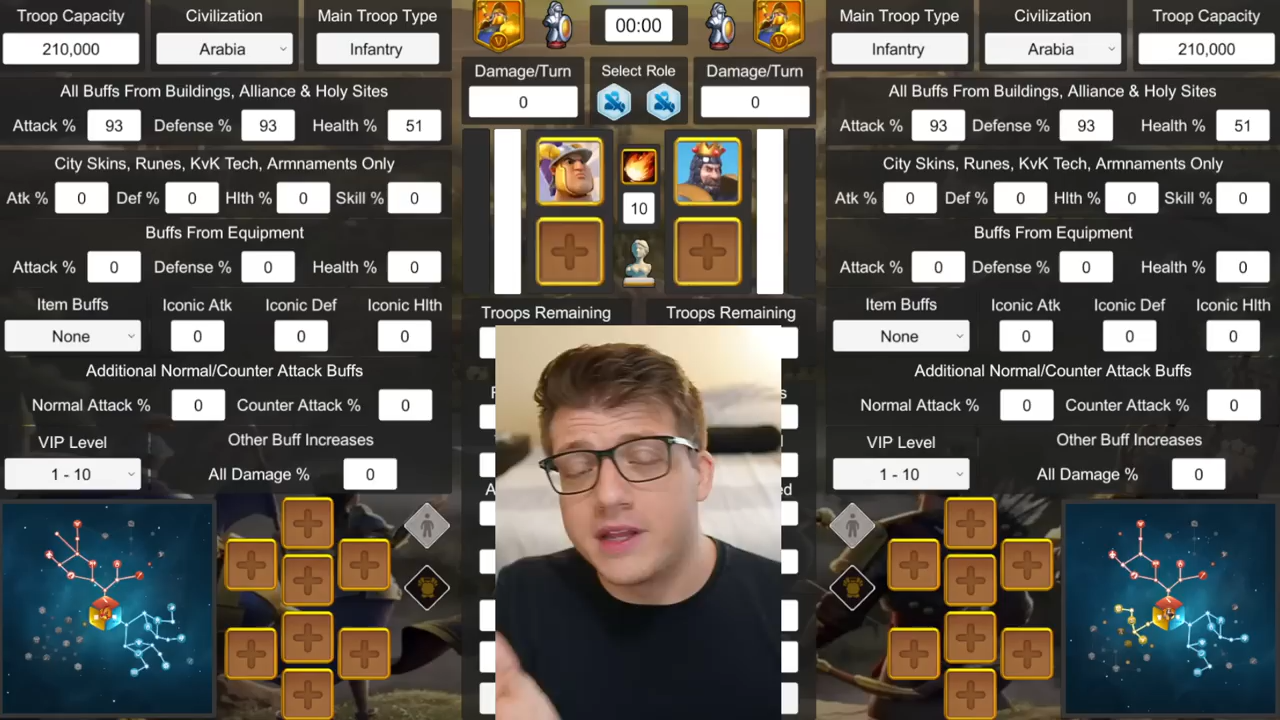 Troop Capacity Civilization Main Troop Type
210,000 Arabia Infantry
All Buffs From Buildings, Alliance & Holy Sites
Attack % 93 Defense % 93 Health % 51
City Skins, Runes, KvK Tech, Armnaments Only
Atk % 0 Def % 0 Hlth % 0 Skill % 0
Buffs From Equipment
Attack % 0 Defense % 0 Health % 0
Item Buffs Iconic Atk Iconic Def Iconic Hlth
None 0 0 0
Additional Normal/Counter Attack Buffs
Normal Attack % 0 Counter Attack % 0
VIP Level Other Buff Increases
1 - 10 All Damage % 0
V 00:00 V
Damage/Turn Select Role Damage/Turn
0 0
10
Troops Remaining Troops Remaining
Main Troop Type Civilization Troop Capacity
Infantry Arabia 210,000
All Buffs From Buildings, Alliance & Holy Sites
Attack % 93 Defense % 93 Health % 51
City Skins, Runes, KvK Tech, Armnaments Only
Atk % 0 Def % 0 Hlth % 0 Skill % 0
Buffs From Equipment
Attack % 0 Defense % 0 Health % 0
Item Buffs Iconic Atk Iconic Def Iconic Hlth
None 0 0 0
Additional Normal/Counter Attack Buffs
Normal Attack % 0 Counter Attack % 0
VIP Level Other Buff Increases
1 - 10 All Damage % 0